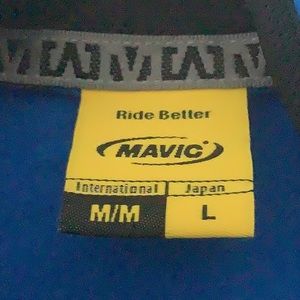 MAVIC
Ride Better
MAVIC
International Japan
M/M L